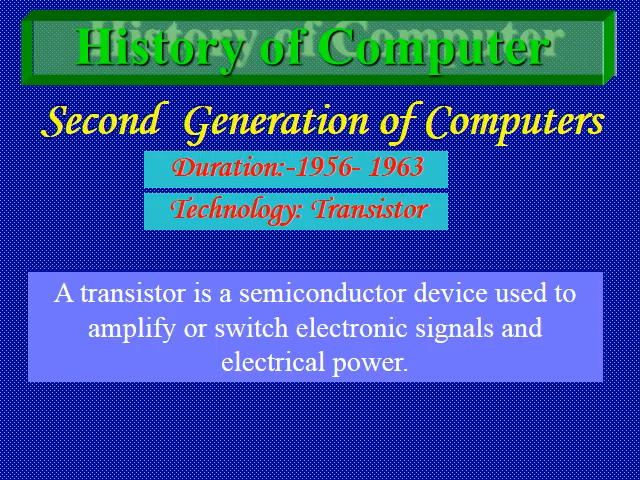 History of Computer
Second Generation of Computers
Duration:-1956- 1963
Technology: Transistor
A transistor is a semiconductor device used to
amplify or switch electronic signals and
electrical power.